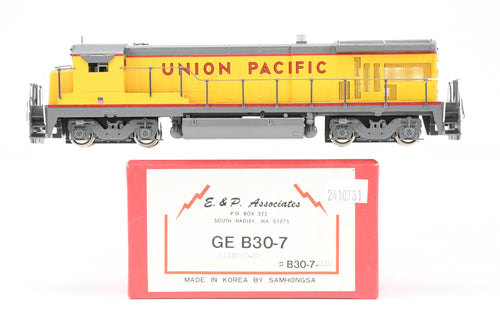 UNION PACIFIC
E. & P. Associates
P.O. BOX 522
SOUTH HADLEY, MA 01075
2410731
GE B30-7
# B30-7-
MADE IN KOREA BY SAMHONGSA